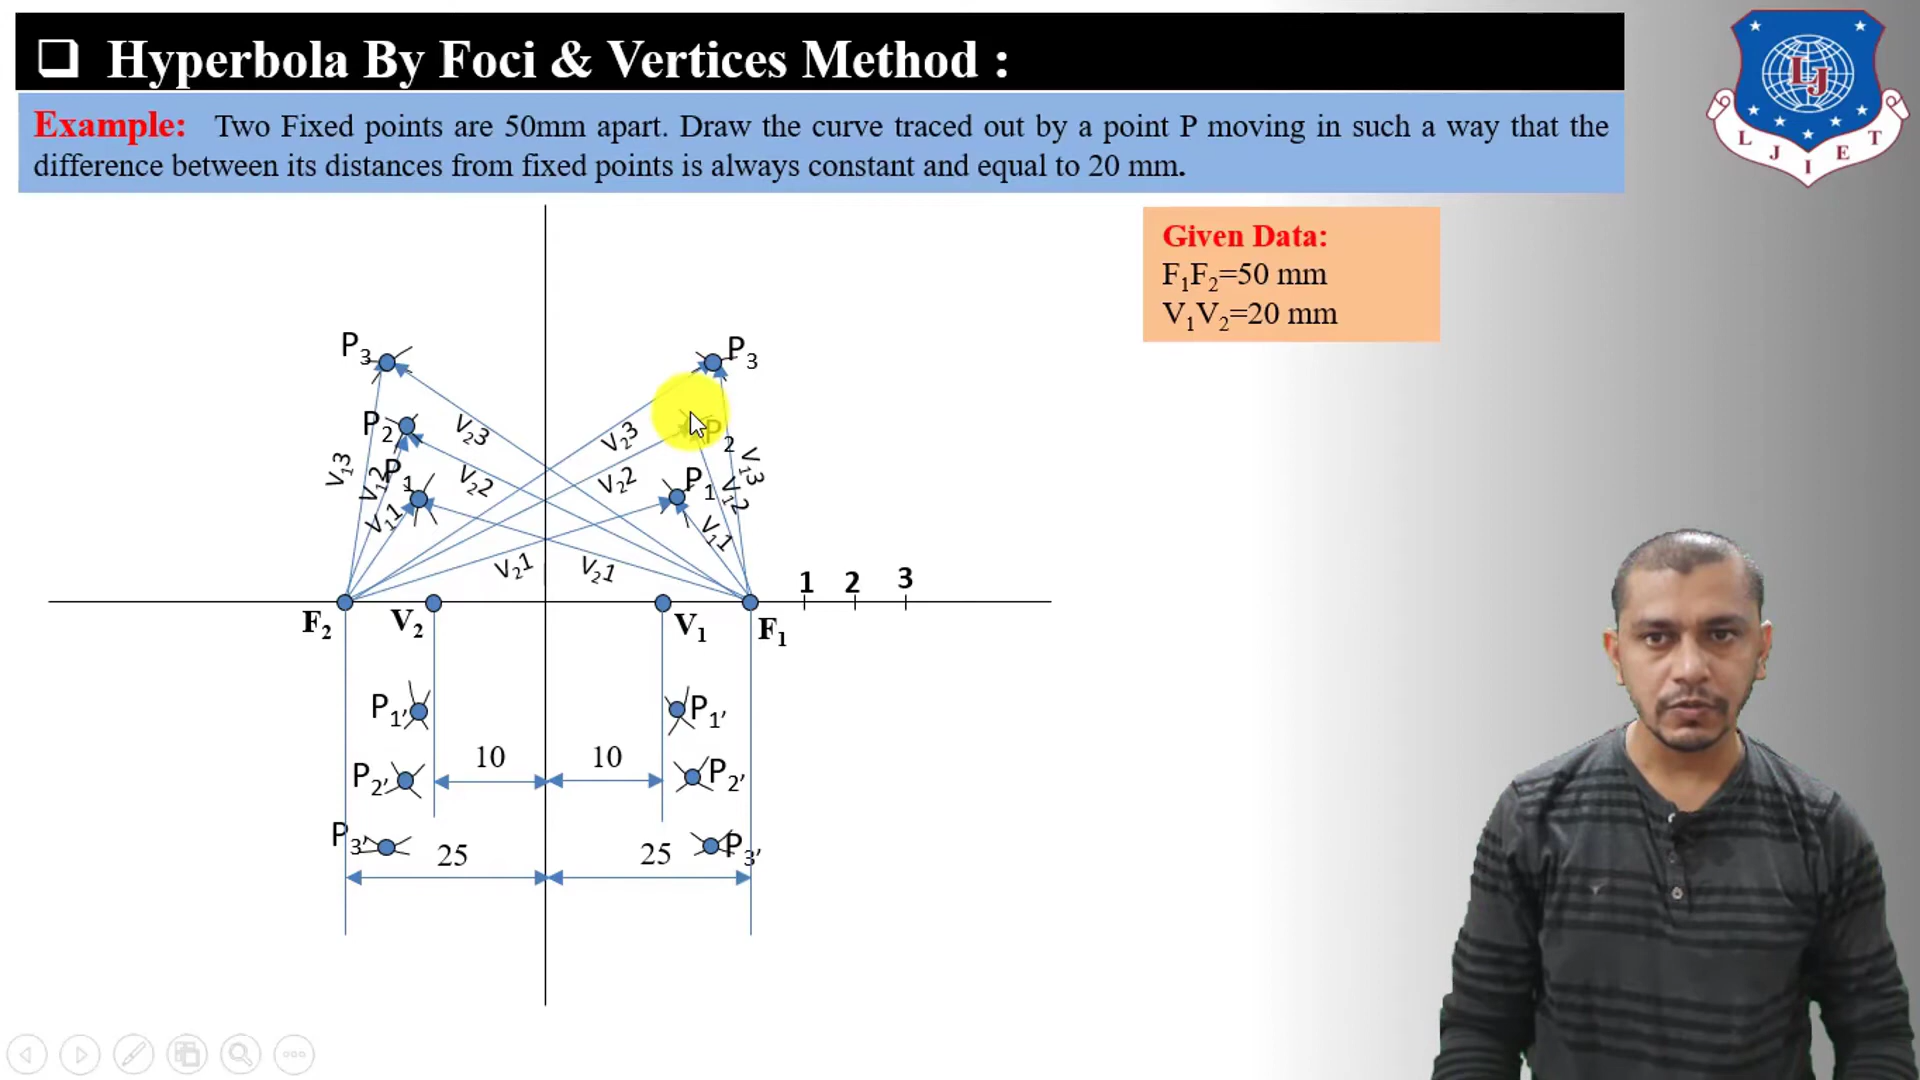 Hyperbola By Foci & Vertices Method :
Example: Two Fixed points are 50mm apart. Draw the curve traced out by a point P moving in such a way that the
difference between its distances from fixed points is always constant and equal to 20 mm.
L J I E T
LJ
Given Data:
F₁F₂=50 mm
V₁V₂=20 mm
P₃
P₃
P₂
V₂3
V₂3
P₂
V₁3
V₁2
P₁
V₂2
V₂2
P₁
V₁2
V₁3
V₁1
V₁1
V₂1
V₂1
1 2 3
F₂ V₂ V₁ F₁
P₁' P₁'
10 10
P₂' P₂'
P₃' 25 25 P₃'